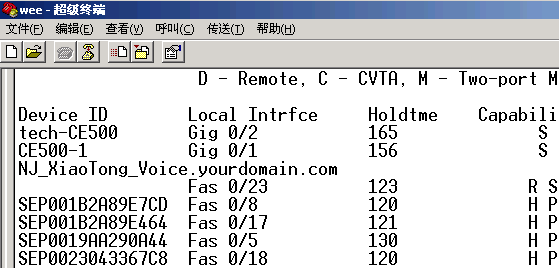 wee - 超级终端
文件(F) 编辑(E) 查看(V) 呼叫(C) 传送(T) 帮助(H)
D - Remote, C - CVTA, M - Two-port M
Device ID Local Intrfce Holdtme Capabili
tech-CE500 Gig 0/2 165 S
CE500-1 Gig 0/1 156 S
NJ_XiaoTong_Voice.yourdomain.com
Fas 0/23 123 R S
SEP001B2A89E7CD Fas 0/8 120 H P
SEP001B2A89E464 Fas 0/17 121 H P
SEP0019AA290A44 Fas 0/5 130 H P
SEP0023043367C8 Fas 0/18 120 H P